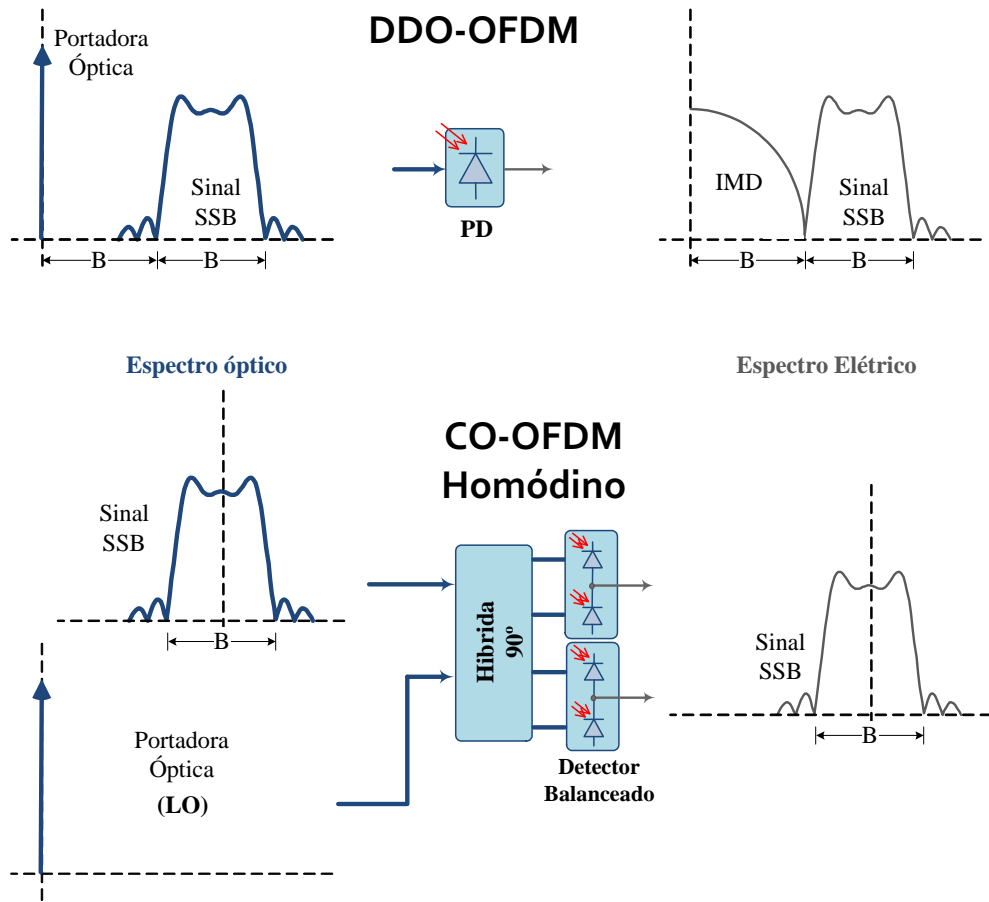 DDO-OFDM
Portadora
Óptica
Sinal
SSB
B
B
PD
IMD
Sinal
SSB
B
B
Espectro óptico
Espectro Elétrico
CO-OFDM
Homódino
Sinal
SSB
B
Hibrida
90º
Sinal
SSB
B
Portadora
Óptica
(LO)
Detector
Balanceado